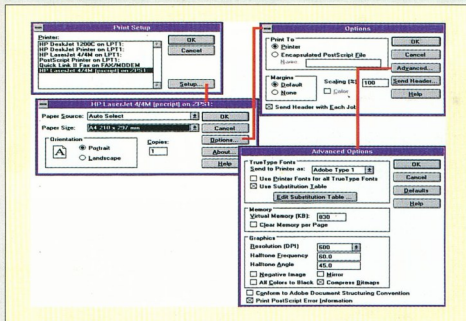 Print Setup
Printer:
HP DeskJet 1200C on LPT1:
HP DeskJet Printer on LPT1:
HP LaserJet 4/4M on LPT1:
PostScript Printer on LPT1:
Quick Link II Fax on FAX/MODEM
HP LaserJet 4/4M [pscript] on ZPS1
OK
Cancel
Setup...
HP LaserJet 4/4M [pscript] on ZPS1
Paper Source: Auto Select
Paper Size: A4 210 x 297 mm
Orientation
A
Portrait
Landscape
Copies:
1
OK
Cancel
Options...
About...
Help
Options
Print To
Printer
Encapsulated PostScript File
Name:
Margins
Default
None
Scaling (%): 100
Color
Send Header with Each Job
OK
Cancel
Advanced...
Send Header...
Help
Advanced Options
TrueType Fonts
Send to Printer as: Adobe Type 1
Use Printer Fonts for all TrueType Fonts
Use Substitution Table
Edit Substitution Table ...
Memory
Virtual Memory (KB): 830
Clear Memory per Page
Graphics
Resolution (DPI) 600
Halftone Frequency 60.0
Halftone Angle 45.0
Negative Image
Mirror
All Colors to Black
Compress Bitmaps
Conform to Adobe Document Structuring Convention
Print PostScript Error Information
OK
Cancel
Defaults
Help